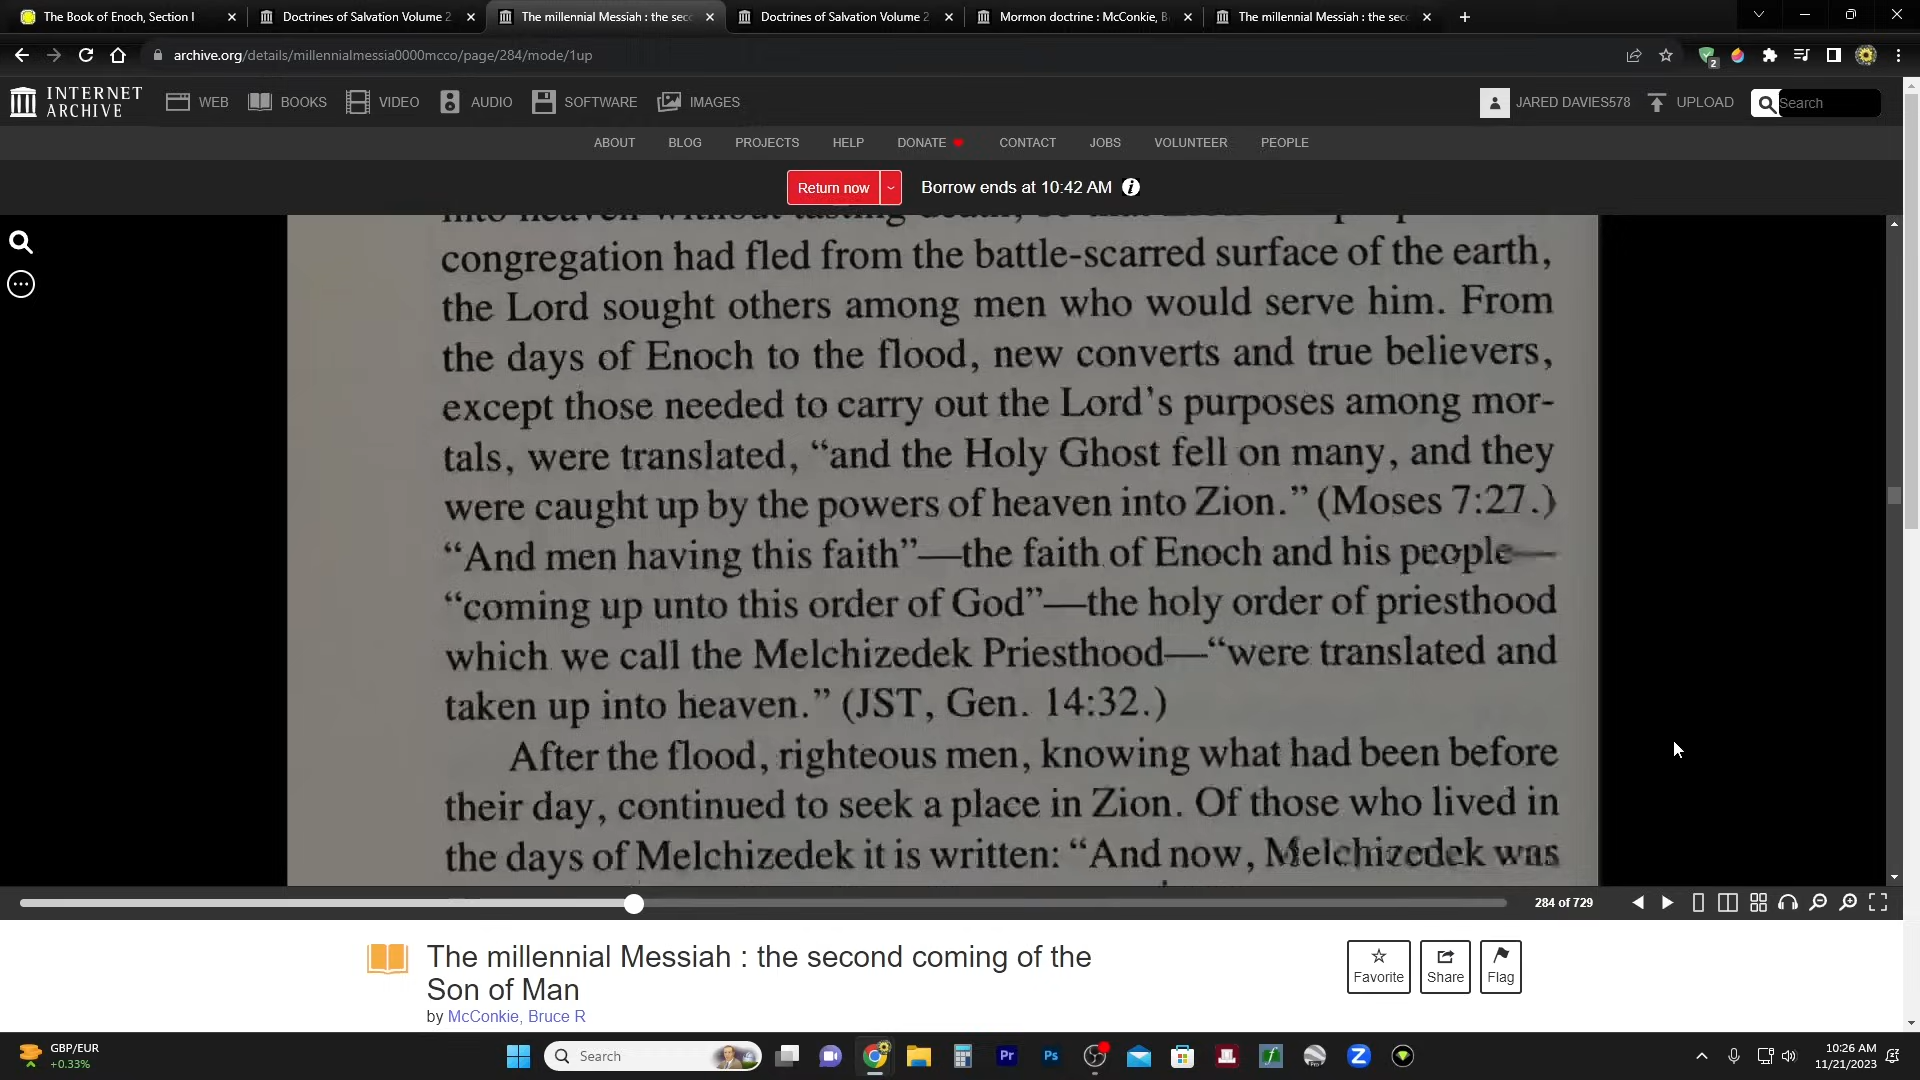 The Book of Enoch, Section I
Doctrines of Salvation Volume 2
The millennial Messiah : the sec
Doctrines of Salvation Volume 2
Mormon doctrine : McConkie, B
The millennial Messiah : the sec
archive.org/details/millennialmessia0000mcco/page/284/mode/1up
2
INTERNET
ARCHIVE
WEB BOOKS VIDEO AUDIO SOFTWARE IMAGES
JARED DAVIES578 UPLOAD Search
ABOUT BLOG PROJECTS HELP DONATE CONTACT JOBS VOLUNTEER PEOPLE
Return now Borrow ends at 10:42 AM
into heaven without tasting death,
congregation had fled from the battle-scarred surface of the earth,
the Lord sought others among men who would serve him. From
the days of Enoch to the flood, new converts and true believers,
except those needed to carry out the Lord’s purposes among mor-
tals, were translated, “and the Holy Ghost fell on many, and they
were caught up by the powers of heaven into Zion.” (Moses 7:27.)
“And men having this faith”—the faith of Enoch and his people—
“coming up unto this order of God”—the holy order of priesthood
which we call the Melchizedek Priesthood—“were translated and
taken up into heaven.” (JST, Gen. 14:32.)
After the flood, righteous men, knowing what had been before
their day, continued to seek a place in Zion. Of those who lived in
the days of Melchizedek it is written: “And now, Melchizedek was
284 of 729
The millennial Messiah : the second coming of the
Son of Man
by McConkie, Bruce R
Favorite Share Flag
GBP/EUR
+0.33%
Search
Pr
Ps
Z
10:26 AM
11/21/2023